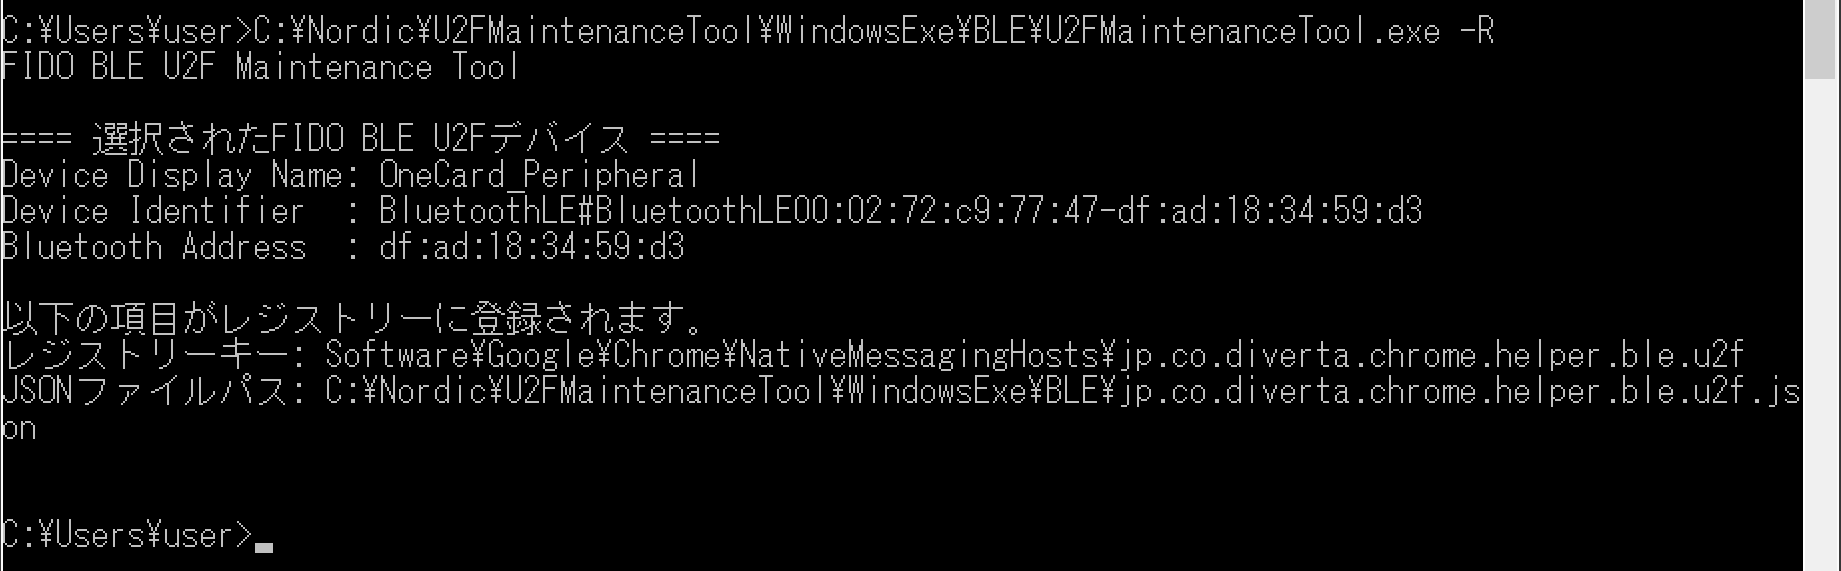 C:¥Users¥user>C:¥Nordic¥U2FMaintenanceTool¥WindowsExe¥BLE¥U2FMaintenanceTool.exe -R
FIDO BLE U2F Maintenance Tool
==== 選択されたFIDO BLE U2Fデバイス ====
Device Display Name: OneCard_Peripheral
Device Identifier  : BluetoothLE#BluetoothLE00:02:72:c9:77:47-df:ad:18:34:59:d3
Bluetooth Address  : df:ad:18:34:59:d3
以下の項目がレジストリーに登録されます。
レジストリーキー: Software¥Google¥Chrome¥NativeMessagingHosts¥jp.co.diverta.chrome.helper.ble.u2f
JSONファイルパス: C:¥Nordic¥U2FMaintenanceTool¥WindowsExe¥BLE¥jp.co.diverta.chrome.helper.ble.u2f.js
on
C:¥Users¥user>_